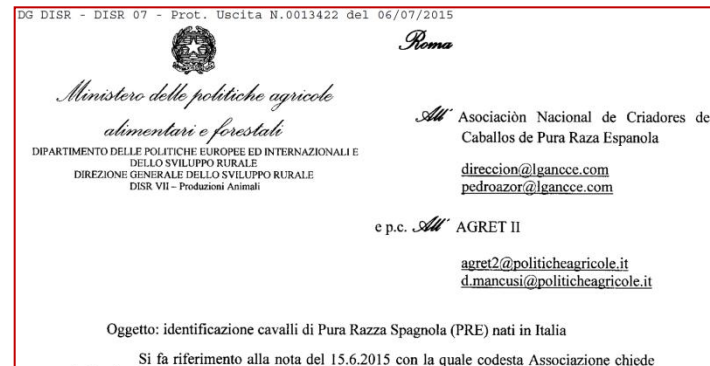 DG DISR - DISR 07 - Prot. Uscita N.0013422 del 06/07/2015
Roma
Ministero delle politiche agricole
alimentari e forestali
DIPARTIMENTO DELLE POLITICHE EUROPEE ED INTERNAZIONALI E
DELLO SVILUPPO RURALE
DIREZIONE GENERALE DELLO SVILUPPO RURALE
DISR VII – Produzioni Animali
All' Asociaciòn Nacional de Criadores de
Caballos de Pura Raza Espanola
direccion@lgancce.com
pedroazor@lgancce.com
e p.c. All' AGRET II
agret2@politicheagricole.it
d.mancusi@politicheagricole.it
Oggetto: identificazione cavalli di Pura Razza Spagnola (PRE) nati in Italia
Si fa riferimento alla nota del 15.6.2015 con la quale codesta Associazione chiede